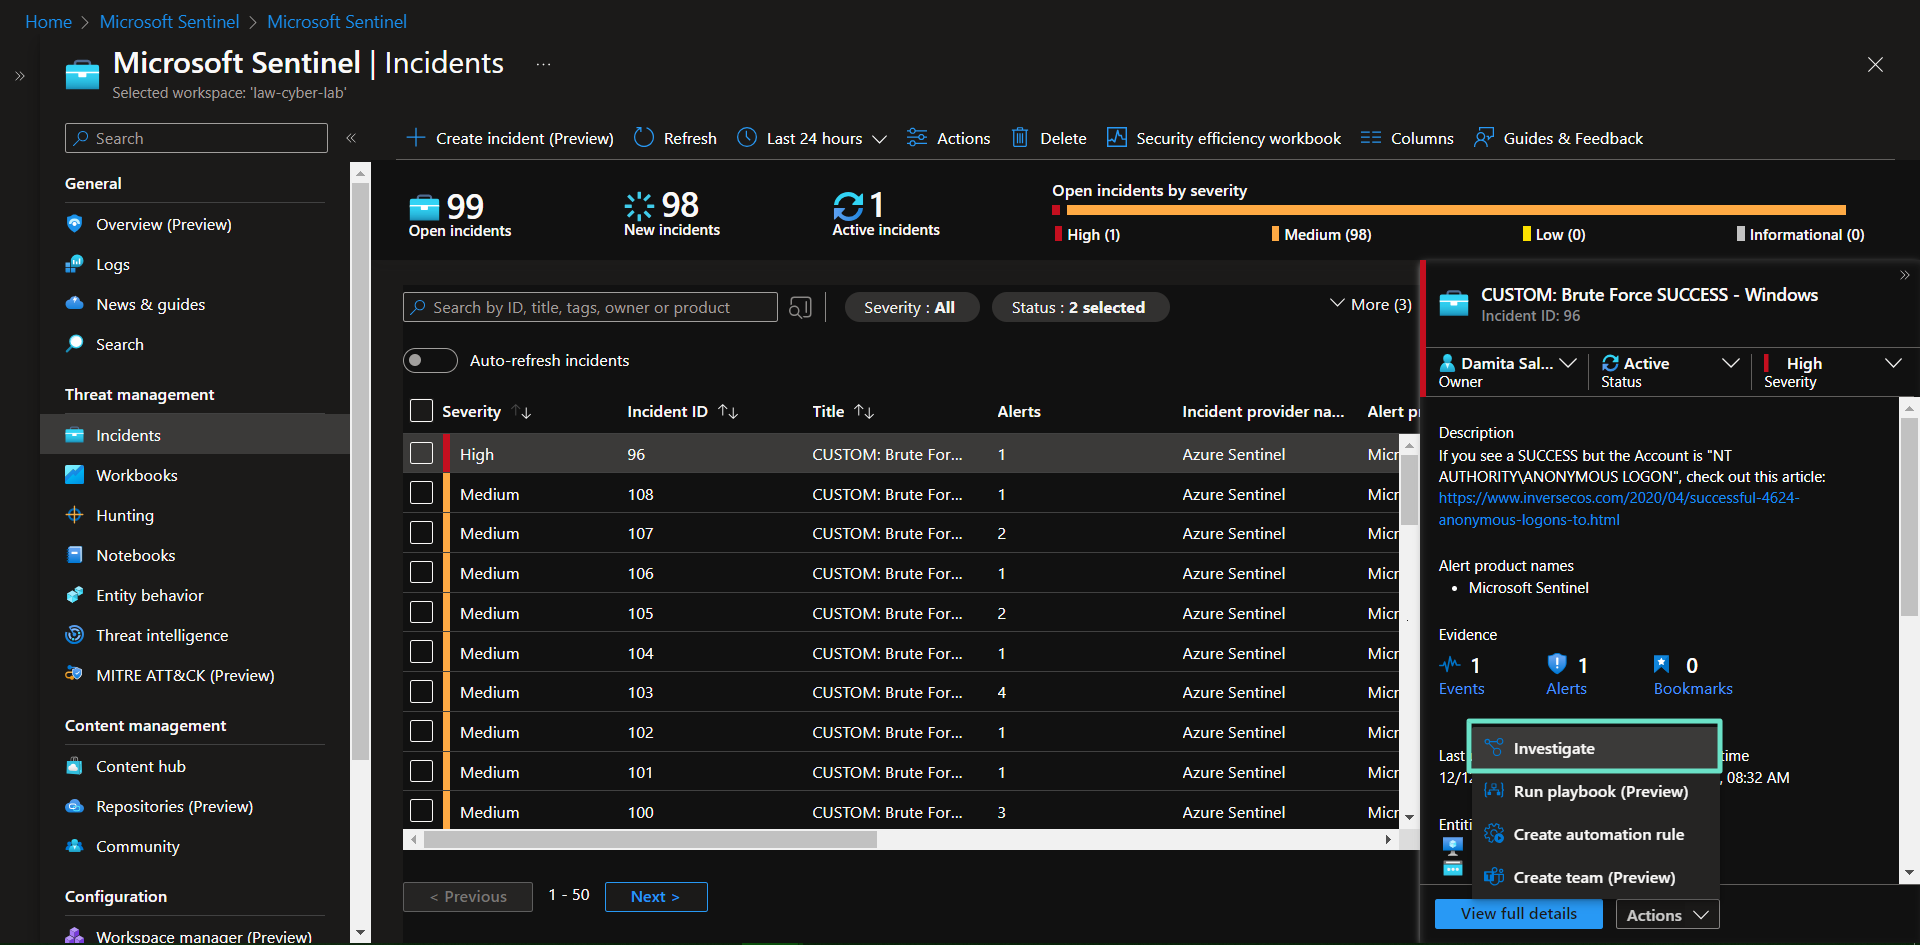 Home > Microsoft Sentinel > Microsoft Sentinel
Microsoft Sentinel | Incidents ...
Selected workspace: 'law-cyber-lab'
Search
General
Overview (Preview)
Logs
News & guides
Search
Threat management
Incidents
Workbooks
Hunting
Notebooks
Entity behavior
Threat intelligence
MITRE ATT&CK (Preview)
Content management
Content hub
Repositories (Preview)
Community
Configuration
Workspace manager (Preview)
Create incident (Preview) Refresh Last 24 hours Actions Delete Security efficiency workbook Columns Guides & Feedback
99 Open incidents
98 New incidents
1 Active incidents
Open incidents by severity
High (1) Medium (98) Low (0) Informational (0)
Search by ID, title, tags, owner or product Severity : All Status : 2 selected More (3)
Auto-refresh incidents
Severity Incident ID Title Alerts Incident provider na... Alert p
High 96 CUSTOM: Brute For... 1 Azure Sentinel Micr
Medium 108 CUSTOM: Brute For... 1 Azure Sentinel Micr
Medium 107 CUSTOM: Brute For... 2 Azure Sentinel Micr
Medium 106 CUSTOM: Brute For... 1 Azure Sentinel Micr
Medium 105 CUSTOM: Brute For... 2 Azure Sentinel Micr
Medium 104 CUSTOM: Brute For... 1 Azure Sentinel Micr
Medium 103 CUSTOM: Brute For... 4 Azure Sentinel Micr
Medium 102 CUSTOM: Brute For... 1 Azure Sentinel Micr
Medium 101 CUSTOM: Brute For... 1 Azure Sentinel Micr
Medium 100 CUSTOM: Brute For... 3 Azure Sentinel Micr
< Previous 1 - 50 Next >
CUSTOM: Brute Force SUCCESS - Windows
Incident ID: 96
Damita Sal... Active High
Owner Status Severity
Description
If you see a SUCCESS but the Account is "NT
AUTHORITY\ANONYMOUS LOGON", check out this article:
https://www.inversecos.com/2020/04/successful-4624-
anonymous-logons-to.html
Alert product names
• Microsoft Sentinel
Evidence
1 1 0
Events Alerts Bookmarks
Last time
12/12 , 08:32 AM
Entiti
Investigate
Run playbook (Preview)
Create automation rule
Create team (Preview)
View full details Actions